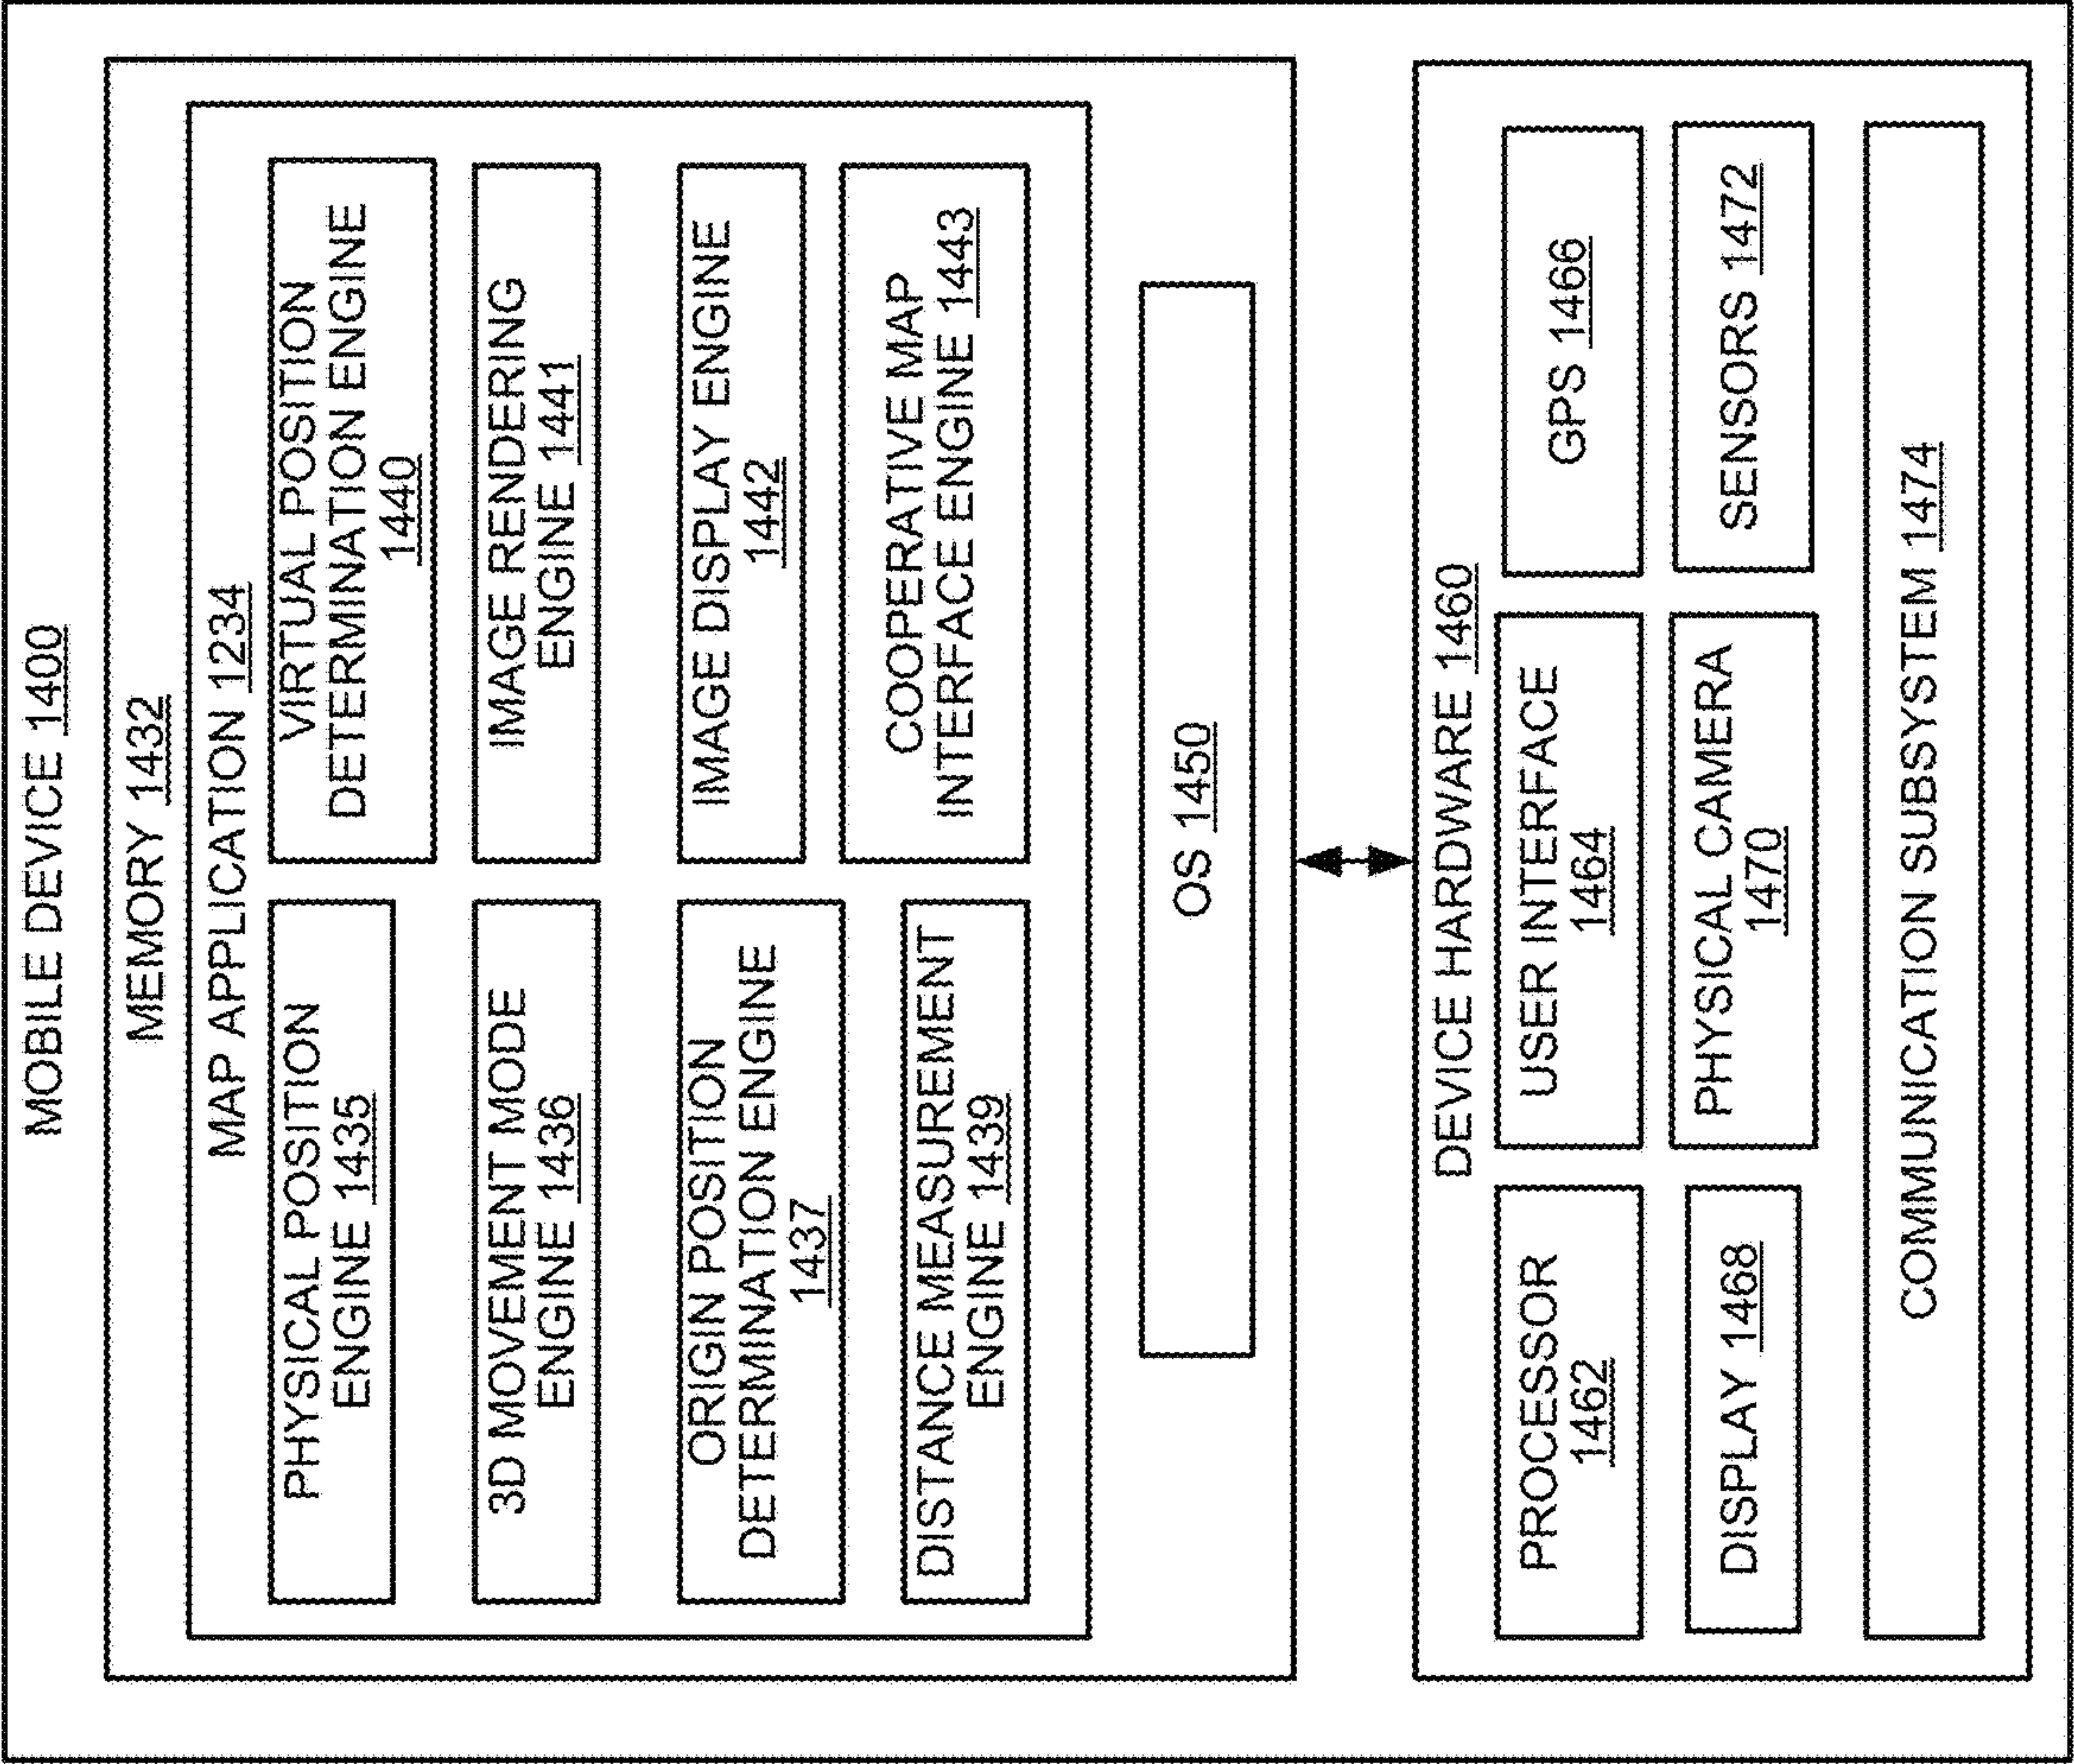 MOBILE DEVICE 1400
MEMORY 1432
MAP APPLICATION 1234
PHYSICAL POSITION
ENGINE 1435
VIRTUAL POSITION
DETERMINATION ENGINE
1440
3D MOVEMENT MODE
ENGINE 1436
IMAGE RENDERING
ENGINE 1441
ORIGIN POSITION
DETERMINATION ENGINE
1437
IMAGE DISPLAY ENGINE
1442
DISTANCE MEASUREMENT
ENGINE 1439
COOPERATIVE MAP
INTERFACE ENGINE 1443
OS 1450
DEVICE HARDWARE 1460
PROCESSOR
1462
USER INTERFACE
1464
GPS 1466
DISPLAY 1468
PHYSICAL CAMERA
1470
SENSORS 1472
COMMUNICATION SUBSYSTEM 1474